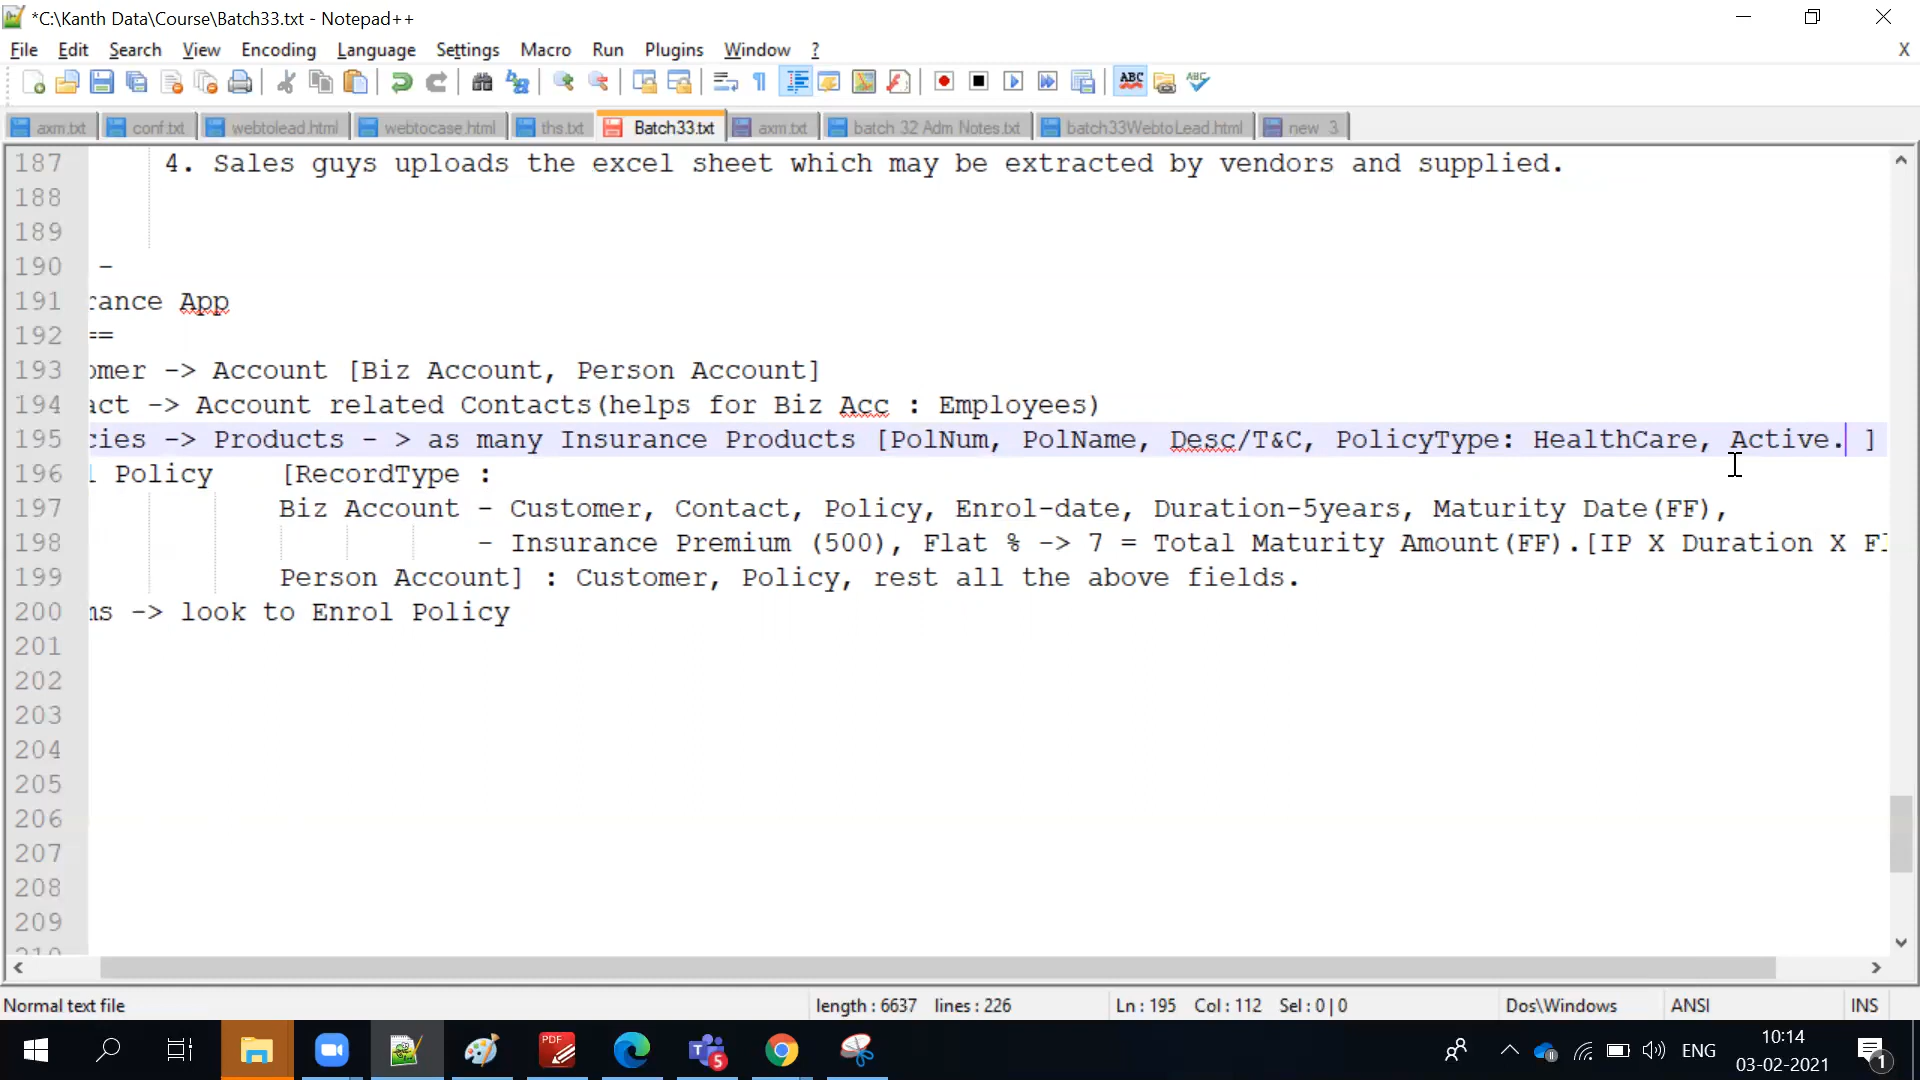 *C:\Kanth Data\Course\Batch33.txt - Notepad++
File Edit Search View Encoding Language Settings Macro Run Plugins Window ? X
axm.txt conf.txt webtolead.html webtocase.html ths.txt Batch33.txt axm.txt batch 32 Adm Notes.txt batch33WebtoLead.html new 3
187 4. Sales guys uploads the excel sheet which may be extracted by vendors and supplied.
188
189
190 -
191 rance App
192 ==
193 omer -> Account [Biz Account, Person Account]
194 act -> Account related Contacts(helps for Biz Acc : Employees)
195 cies -> Products - > as many Insurance Products [PolNum, PolName, Desc/T&C, PolicyType: HealthCare, Active. ]
196 l Policy [RecordType :
197 Biz Account - Customer, Contact, Policy, Enrol-date, Duration-5years, Maturity Date(FF),
198 - Insurance Premium (500), Flat % -> 7 = Total Maturity Amount(FF).[IP X Duration X Fl
199 Person Account] : Customer, Policy, rest all the above fields.
200 ms -> look to Enrol Policy
201
202
203
204
205
206
207
208
209
Normal text file length : 6637 lines : 226 Ln : 195 Col : 112 Sel : 0 | 0 Dos\Windows ANSI INS
PDF 5 ENG 10:14 1
03-02-2021